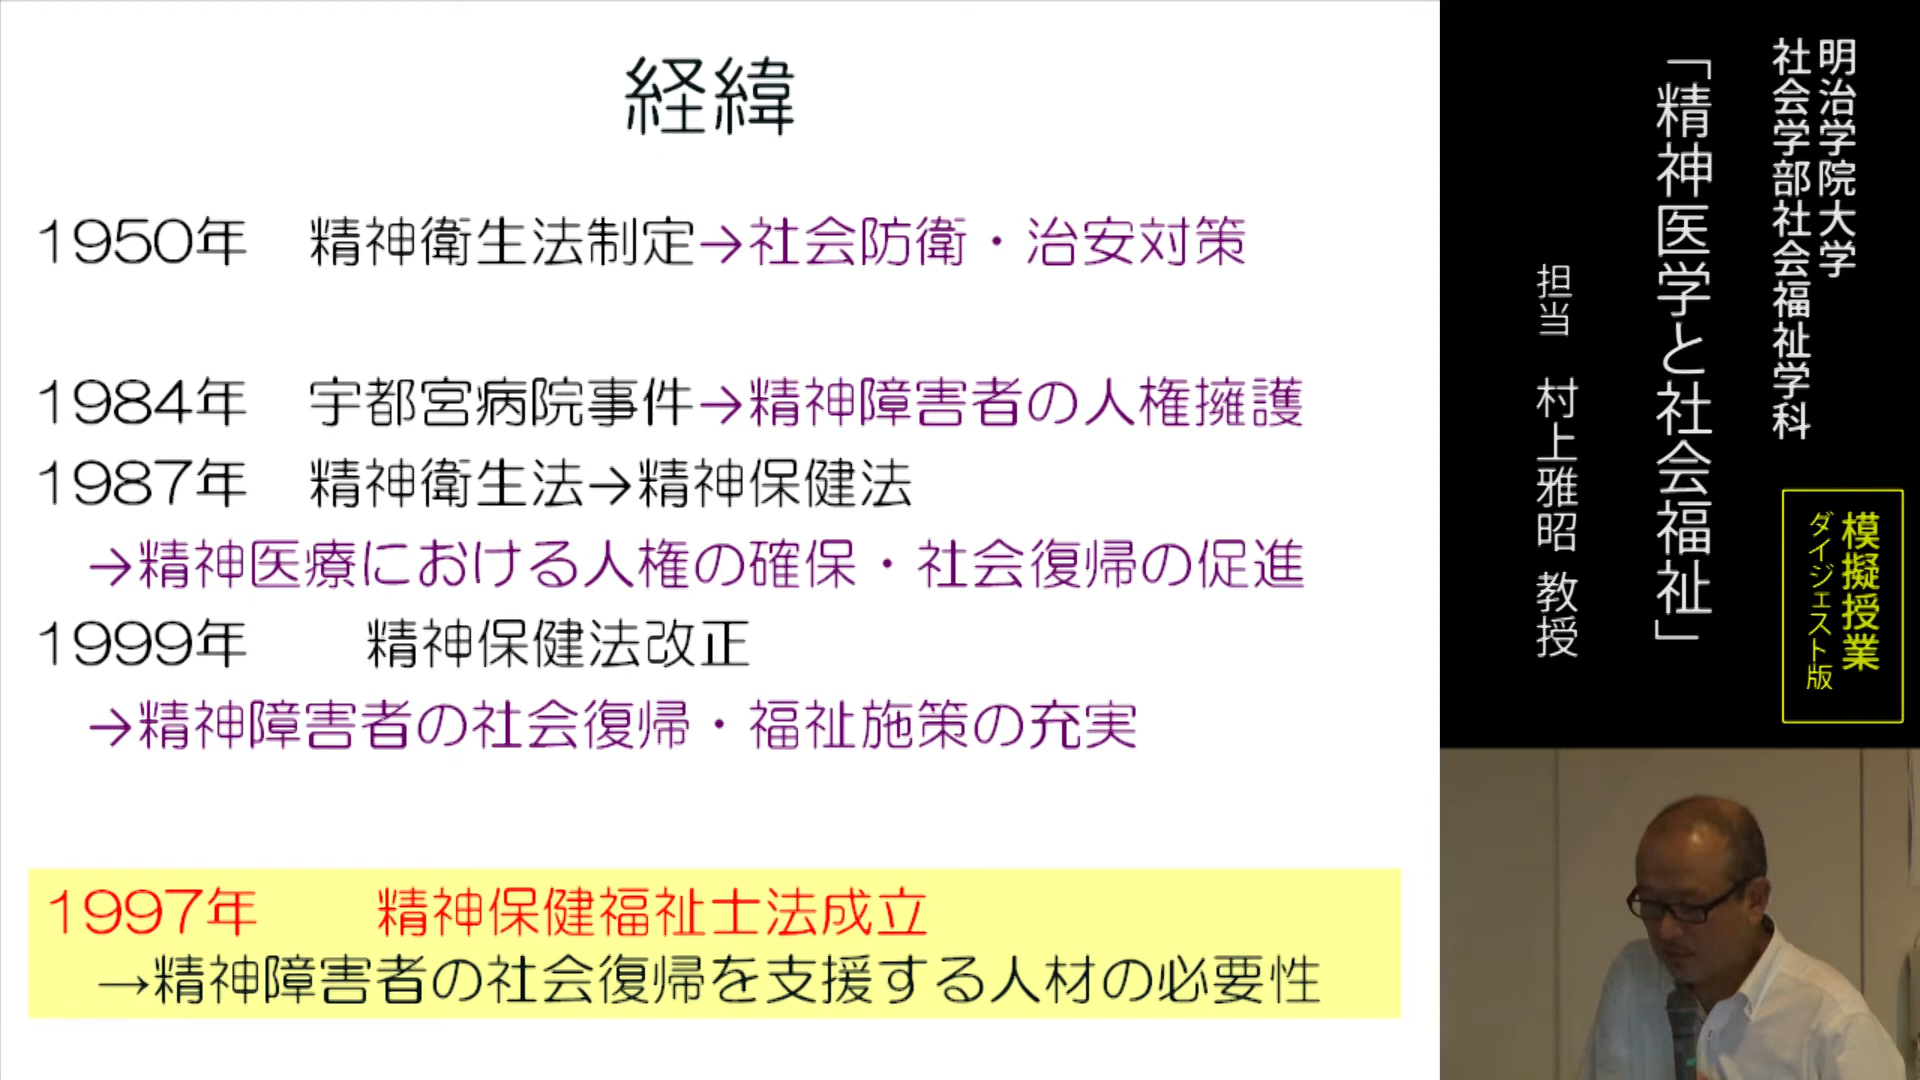 経緯
1950年　精神衛生法制定→社会防衛・治安対策
1984年　宇都宮病院事件→精神障害者の人権擁護
1987年　精神衛生法→精神保健法
→精神医療における人権の確保・社会復帰の促進
1999年　　精神保健法改正
→精神障害者の社会復帰・福祉施策の充実
1997年　　精神保健福祉士法成立
→精神障害者の社会復帰を支援する人材の必要性
明治学院大学
社会学部社会福祉学科
「精神医学と社会福祉」
担当　村上雅昭 教授
模擬授業
ダイジェスト版